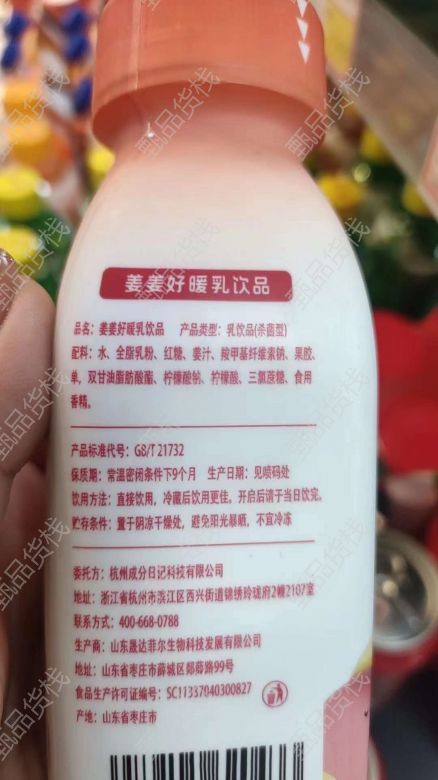 姜姜好暖乳饮品
品名：姜姜好暖乳饮品 产品类型：乳饮品(杀菌型)
配料：水、全脂乳粉、红糖、姜汁、羧甲基纤维素钠、果胶、
单，双甘油脂肪酸酯、柠檬酸钠、柠檬酸、三氯蔗糖、食用
香精。
产品标准代号：GB/T 21732
保质期：常温密闭条件下9个月 生产日期：见喷码处
饮用方法：直接饮用，冷藏后饮用更佳。开启后请于当日饮完。
贮存条件：置于阴凉干燥处，避免阳光暴晒，不宜冷冻
委托方：杭州成分日记科技有限公司
地址：浙江省杭州市滨江区西兴街道锦绣玲珑府2幢2107室
联系方式：400-668-0788
生产商：山东晟达菲尔生物科技发展有限公司
地址：山东省枣庄市薛城区郯薛路99号
食品生产许可证编号：SC11337040300827
产地：山东省枣庄市
甄品货栈